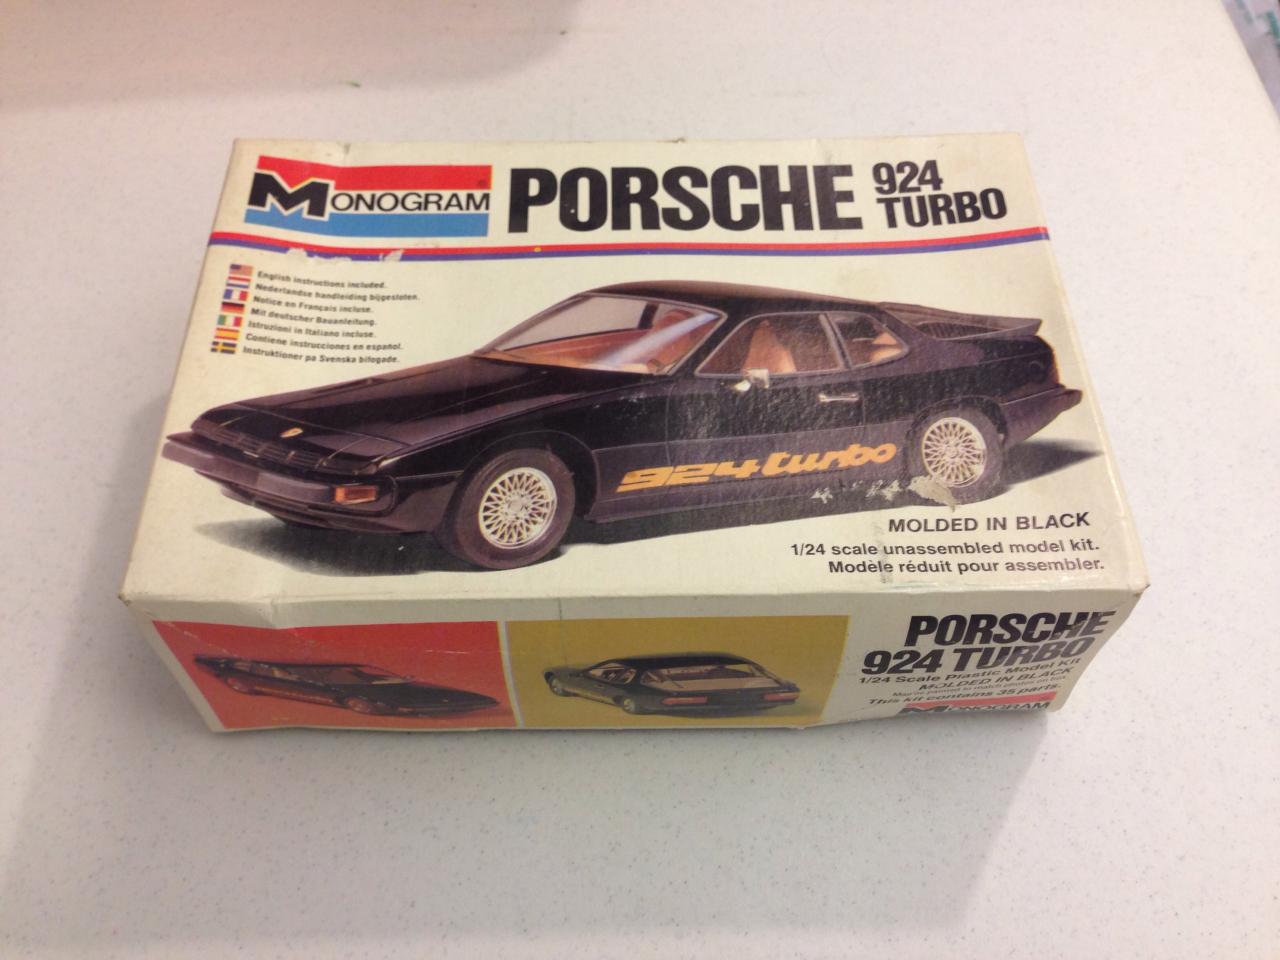 MONOGRAM
PORSCHE 924 TURBO
English instructions included.
Nederlandse handleiding bijgesloten.
Notice en Français incluse.
Mit deutscher Bauanleitung.
Istruzioni in Italiano incluse.
Contiene instrucciones en español.
Instruktioner pa Svenska bifogade.
924 turbo
MOLDED IN BLACK
1/24 scale unassembled model kit.
Modèle réduit pour assembler.
PORSCHE
924 TURBO
1/24 Scale Plastic Model Kit
MOLDED IN BLACK
This kit contains 35 parts.
MONOGRAM